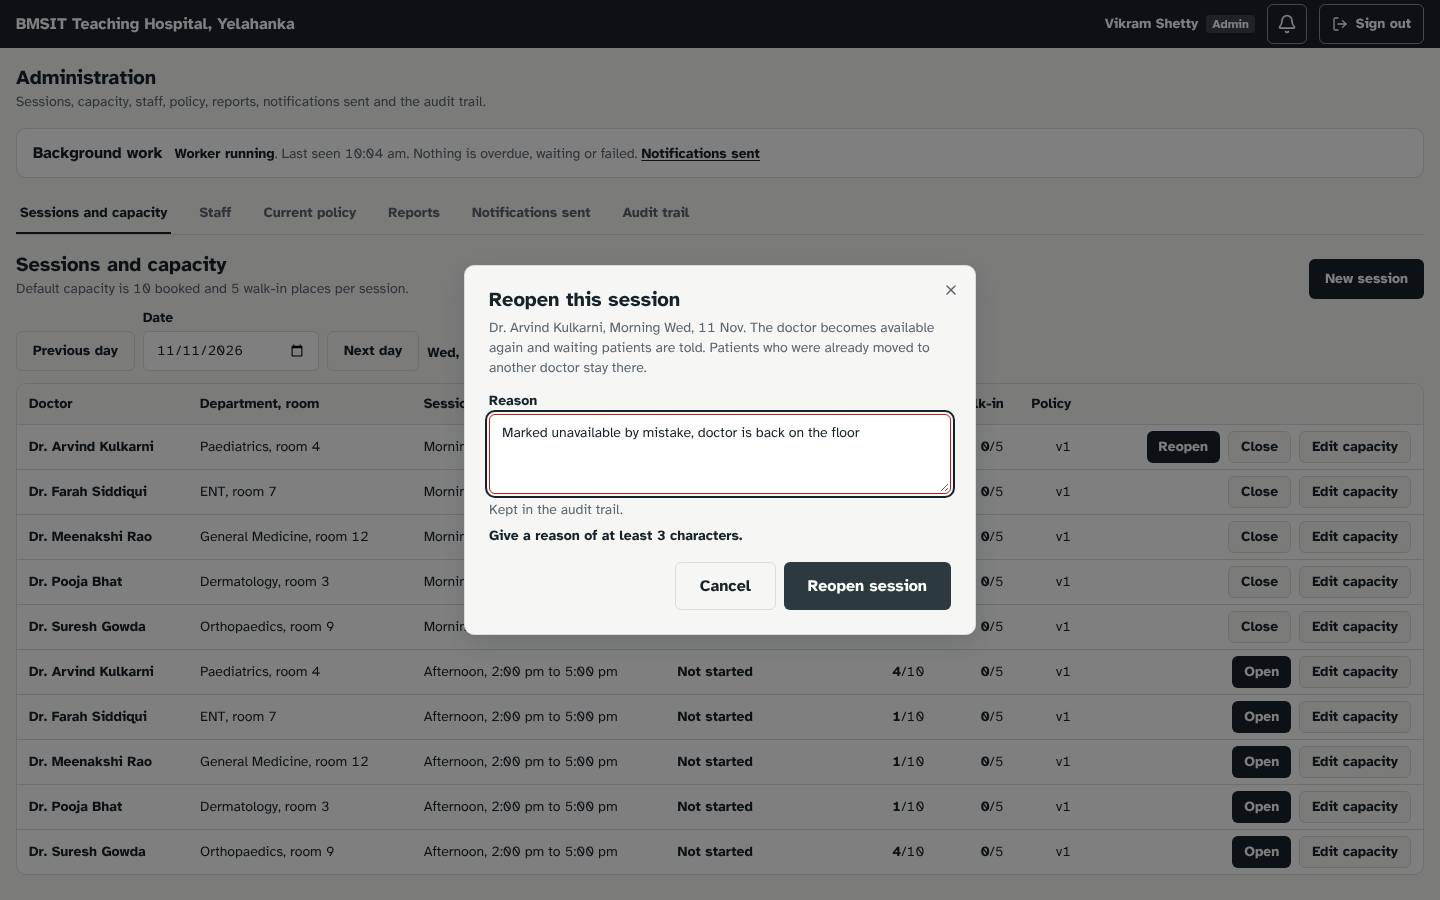 BMSIT Teaching Hospital, Yelahanka
Vikram Shetty Admin Sign out
Administration
Sessions, capacity, staff, policy, reports, notifications sent and the audit trail.
Background work Worker running. Last seen 10:04 am. Nothing is overdue, waiting or failed. Notifications sent
Sessions and capacity Staff Current policy Reports Notifications sent Audit trail
Sessions and capacity
Default capacity is 10 booked and 5 walk-in places per session.
New session
Date
Previous day 11/11/2026 Next day Wed,
Reopen this session
Dr. Arvind Kulkarni, Morning Wed, 11 Nov. The doctor becomes available
again and waiting patients are told. Patients who were already moved to
another doctor stay there.
Reason
Marked unavailable by mistake, doctor is back on the floor
Kept in the audit trail.
Give a reason of at least 3 characters.
Cancel Reopen session
Doctor Department, room Sessio lk-in Policy
Dr. Arvind Kulkarni Paediatrics, room 4 Mornin 0/5 v1 Reopen Close Edit capacity
Dr. Farah Siddiqui ENT, room 7 Mornin 0/5 v1 Close Edit capacity
Dr. Meenakshi Rao General Medicine, room 12 Mornin 0/5 v1 Close Edit capacity
Dr. Pooja Bhat Dermatology, room 3 Mornin 0/5 v1 Close Edit capacity
Dr. Suresh Gowda Orthopaedics, room 9 Mornin 0/5 v1 Close Edit capacity
Dr. Arvind Kulkarni Paediatrics, room 4 Afternoon, 2:00 pm to 5:00 pm Not started 4/10 0/5 v1 Open Edit capacity
Dr. Farah Siddiqui ENT, room 7 Afternoon, 2:00 pm to 5:00 pm Not started 1/10 0/5 v1 Open Edit capacity
Dr. Meenakshi Rao General Medicine, room 12 Afternoon, 2:00 pm to 5:00 pm Not started 1/10 0/5 v1 Open Edit capacity
Dr. Pooja Bhat Dermatology, room 3 Afternoon, 2:00 pm to 5:00 pm Not started 1/10 0/5 v1 Open Edit capacity
Dr. Suresh Gowda Orthopaedics, room 9 Afternoon, 2:00 pm to 5:00 pm Not started 4/10 0/5 v1 Open Edit capacity